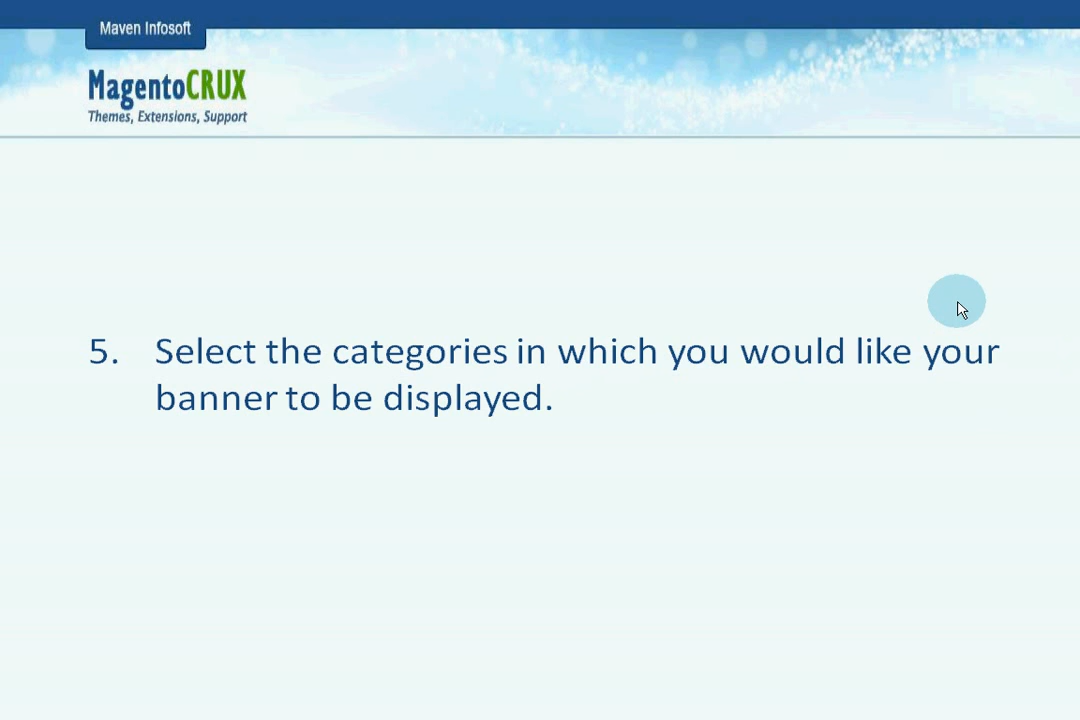 Maven Infosoft
MagentoCRUX
Themes, Extensions, Support
5. Select the categories in which you would like your
banner to be displayed.